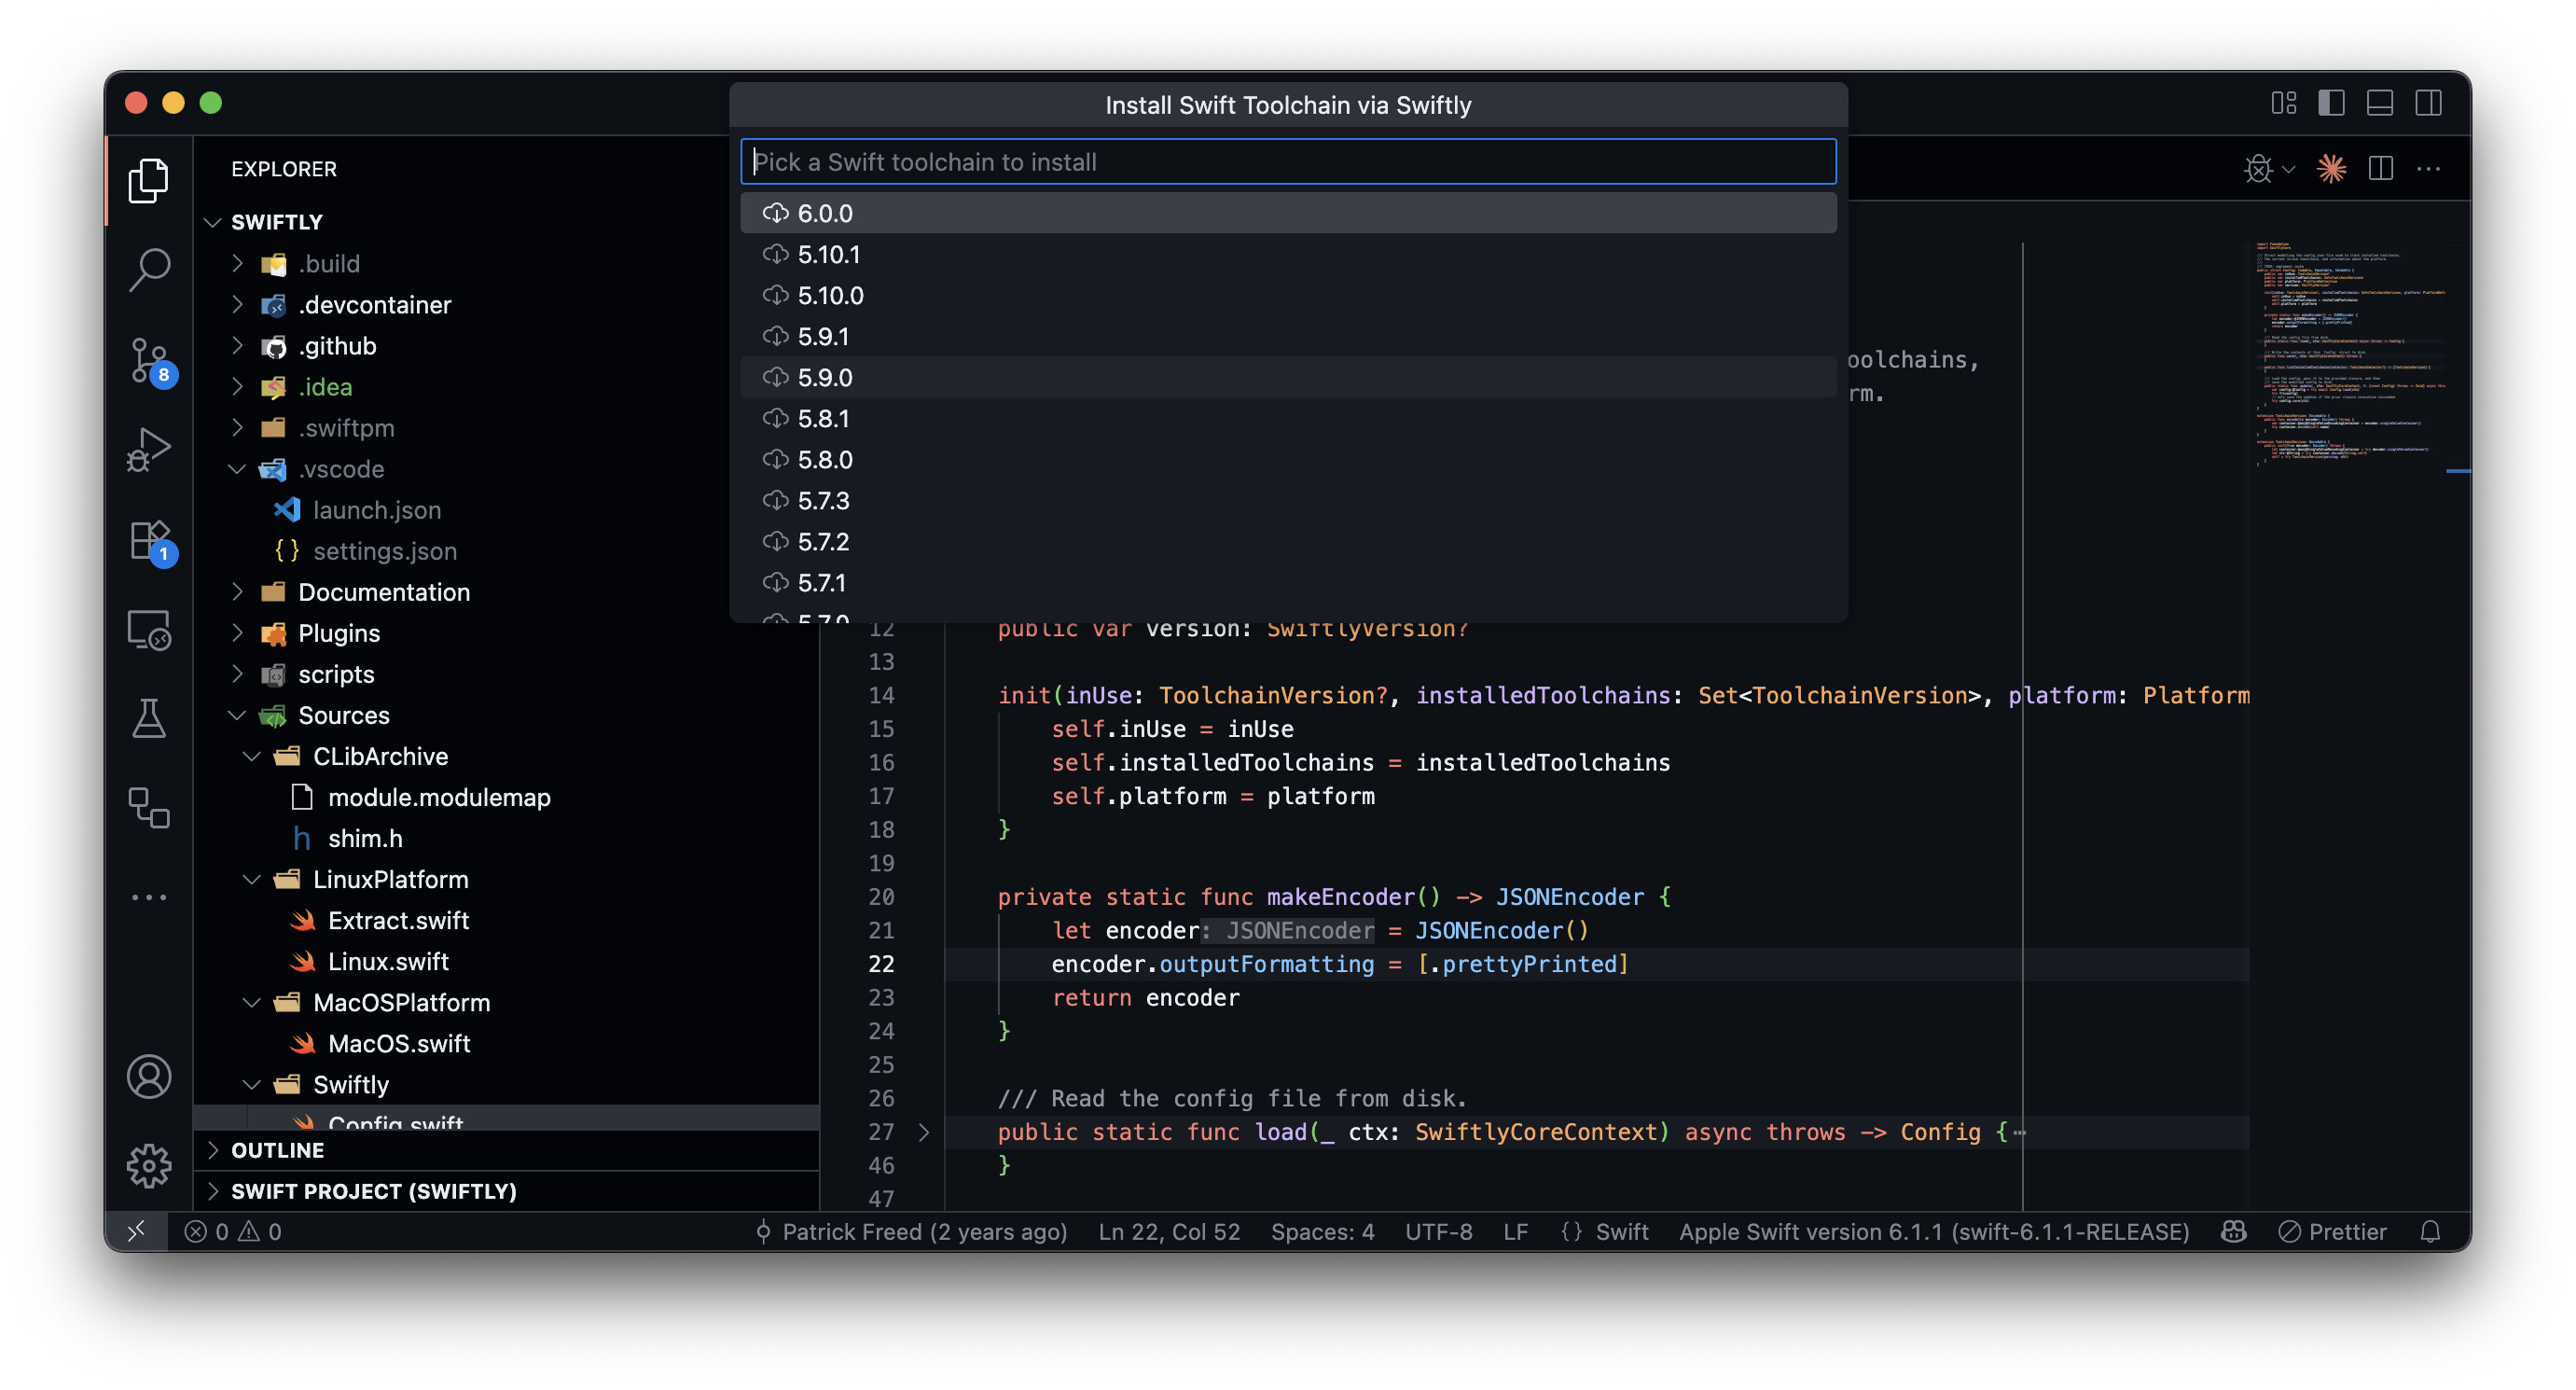 Install Swift Toolchain via Swiftly
Pick a Swift toolchain to install
6.0.0
5.10.1
5.10.0
5.9.1
5.9.0
5.8.1
5.8.0
5.7.3
5.7.2
5.7.1
5.7.0
EXPLORER
SWIFTLY
.build
.devcontainer
.github
.idea
.swiftpm
.vscode
launch.json
settings.json
Documentation
Plugins
scripts
Sources
CLibArchive
module.modulemap
h shim.h
LinuxPlatform
Extract.swift
Linux.swift
MacOSPlatform
MacOS.swift
Swiftly
Config.swift
OUTLINE
SWIFT PROJECT (SWIFTLY)
8
1
oolchains,
rm.
12 public var version: SwiftlyVersion?
13
14 init(inUse: ToolchainVersion?, installedToolchains: Set<ToolchainVersion>, platform: Platform
15 self.inUse = inUse
16 self.installedToolchains = installedToolchains
17 self.platform = platform
18 }
19
20 private static func makeEncoder() -> JSONEncoder {
21 let encoder: JSONEncoder = JSONEncoder()
22 encoder.outputFormatting = [.prettyPrinted]
23 return encoder
24 }
25
26 /// Read the config file from disk.
27 public static func load(_ ctx: SwiftlyCoreContext) async throws -> Config {⋯
46 }
47
0 0
Patrick Freed (2 years ago)
Ln 22, Col 52
Spaces: 4
UTF-8
LF
{} Swift
Apple Swift version 6.1.1 (swift-6.1.1-RELEASE)
Prettier